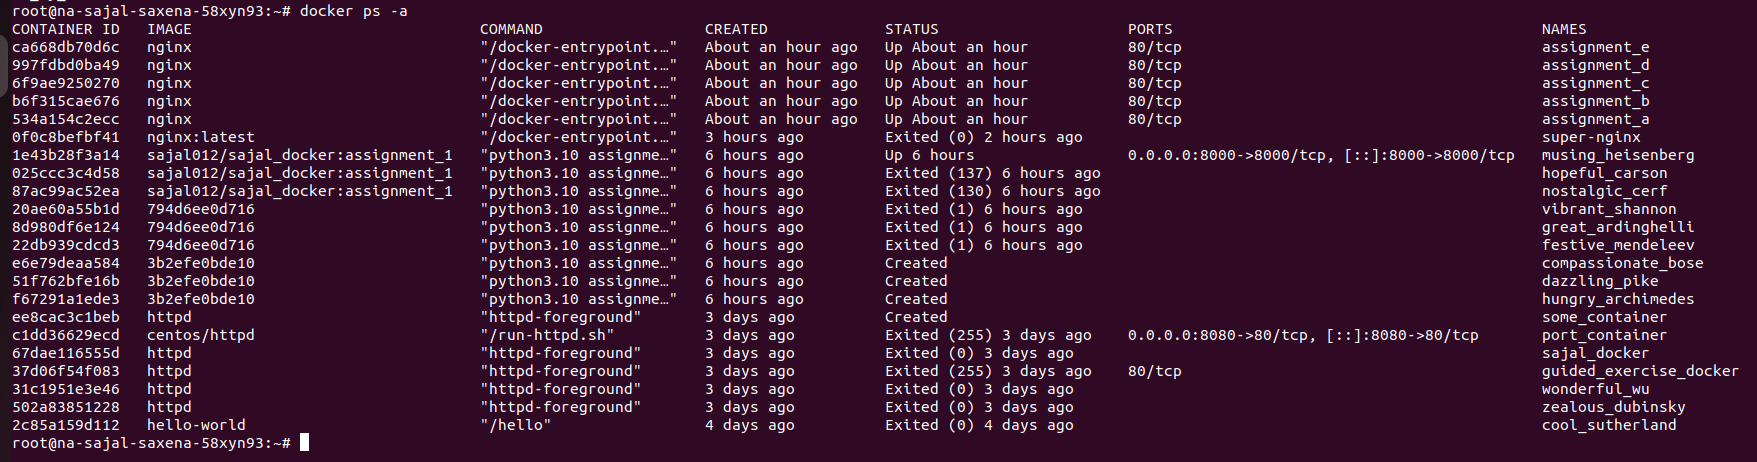 root@na-sajal-saxena-58xyn93:~# docker ps -a
CONTAINER ID   IMAGE                              COMMAND                  CREATED             STATUS                     PORTS                                         NAMES
ca668db70d6c   nginx                              "/docker-entrypoint.…"   About an hour ago   Up About an hour           80/tcp                                        assignment_e
997fdbd0ba49   nginx                              "/docker-entrypoint.…"   About an hour ago   Up About an hour           80/tcp                                        assignment_d
6f9ae9250270   nginx                              "/docker-entrypoint.…"   About an hour ago   Up About an hour           80/tcp                                        assignment_c
b6f315cae676   nginx                              "/docker-entrypoint.…"   About an hour ago   Up About an hour           80/tcp                                        assignment_b
534a154c2ecc   nginx                              "/docker-entrypoint.…"   About an hour ago   Up About an hour           80/tcp                                        assignment_a
0f0c8befbf41   nginx:latest                       "/docker-entrypoint.…"   3 hours ago         Exited (0) 2 hours ago                                                   super-nginx
1e43b28f3a14   sajal012/sajal_docker:assignment_1   "python3.10 assignme…"   6 hours ago         Up 6 hours                 0.0.0.0:8000->8000/tcp, [::]:8000->8000/tcp   musing_heisenberg
025ccc3c4d58   sajal012/sajal_docker:assignment_1   "python3.10 assignme…"   6 hours ago         Exited (137) 6 hours ago                                                 hopeful_carson
87ac99ac52ea   sajal012/sajal_docker:assignment_1   "python3.10 assignme…"   6 hours ago         Exited (130) 6 hours ago                                                 nostalgic_cerf
20ae60a55b1d   794d6ee0d716                       "python3.10 assignme…"   6 hours ago         Exited (1) 6 hours ago                                                   vibrant_shannon
8d980df6e124   794d6ee0d716                       "python3.10 assignme…"   6 hours ago         Exited (1) 6 hours ago                                                   great_ardinghelli
22db939cdcd3   794d6ee0d716                       "python3.10 assignme…"   6 hours ago         Exited (1) 6 hours ago                                                   festive_mendeleev
e6e79deaa584   3b2efe0bde10                       "python3.10 assignme…"   6 hours ago         Created                                                                  compassionate_bose
51f762bfe16b   3b2efe0bde10                       "python3.10 assignme…"   6 hours ago         Created                                                                  dazzling_pike
f67291a1ede3   3b2efe0bde10                       "python3.10 assignme…"   6 hours ago         Created                                                                  hungry_archimedes
ee8cac3c1beb   httpd                              "httpd-foreground"       3 days ago          Created                                                                  some_container
c1dd36629ecd   centos/httpd                       "/run-httpd.sh"          3 days ago          Exited (255) 3 days ago    0.0.0.0:8080->80/tcp, [::]:8080->80/tcp       port_container
67dae116555d   httpd                              "httpd-foreground"       3 days ago          Exited (0) 3 days ago                                                    sajal_docker
37d06f54f083   httpd                              "httpd-foreground"       3 days ago          Exited (255) 3 days ago    80/tcp                                        guided_exercise_docker
31c1951e3e46   httpd                              "httpd-foreground"       3 days ago          Exited (0) 3 days ago                                                    wonderful_wu
502a83851228   httpd                              "httpd-foreground"       3 days ago          Exited (0) 3 days ago                                                    zealous_dubinsky
2c85a159d112   hello-world                        "/hello"                 4 days ago          Exited (0) 4 days ago                                                    cool_sutherland
root@na-sajal-saxena-58xyn93:~#